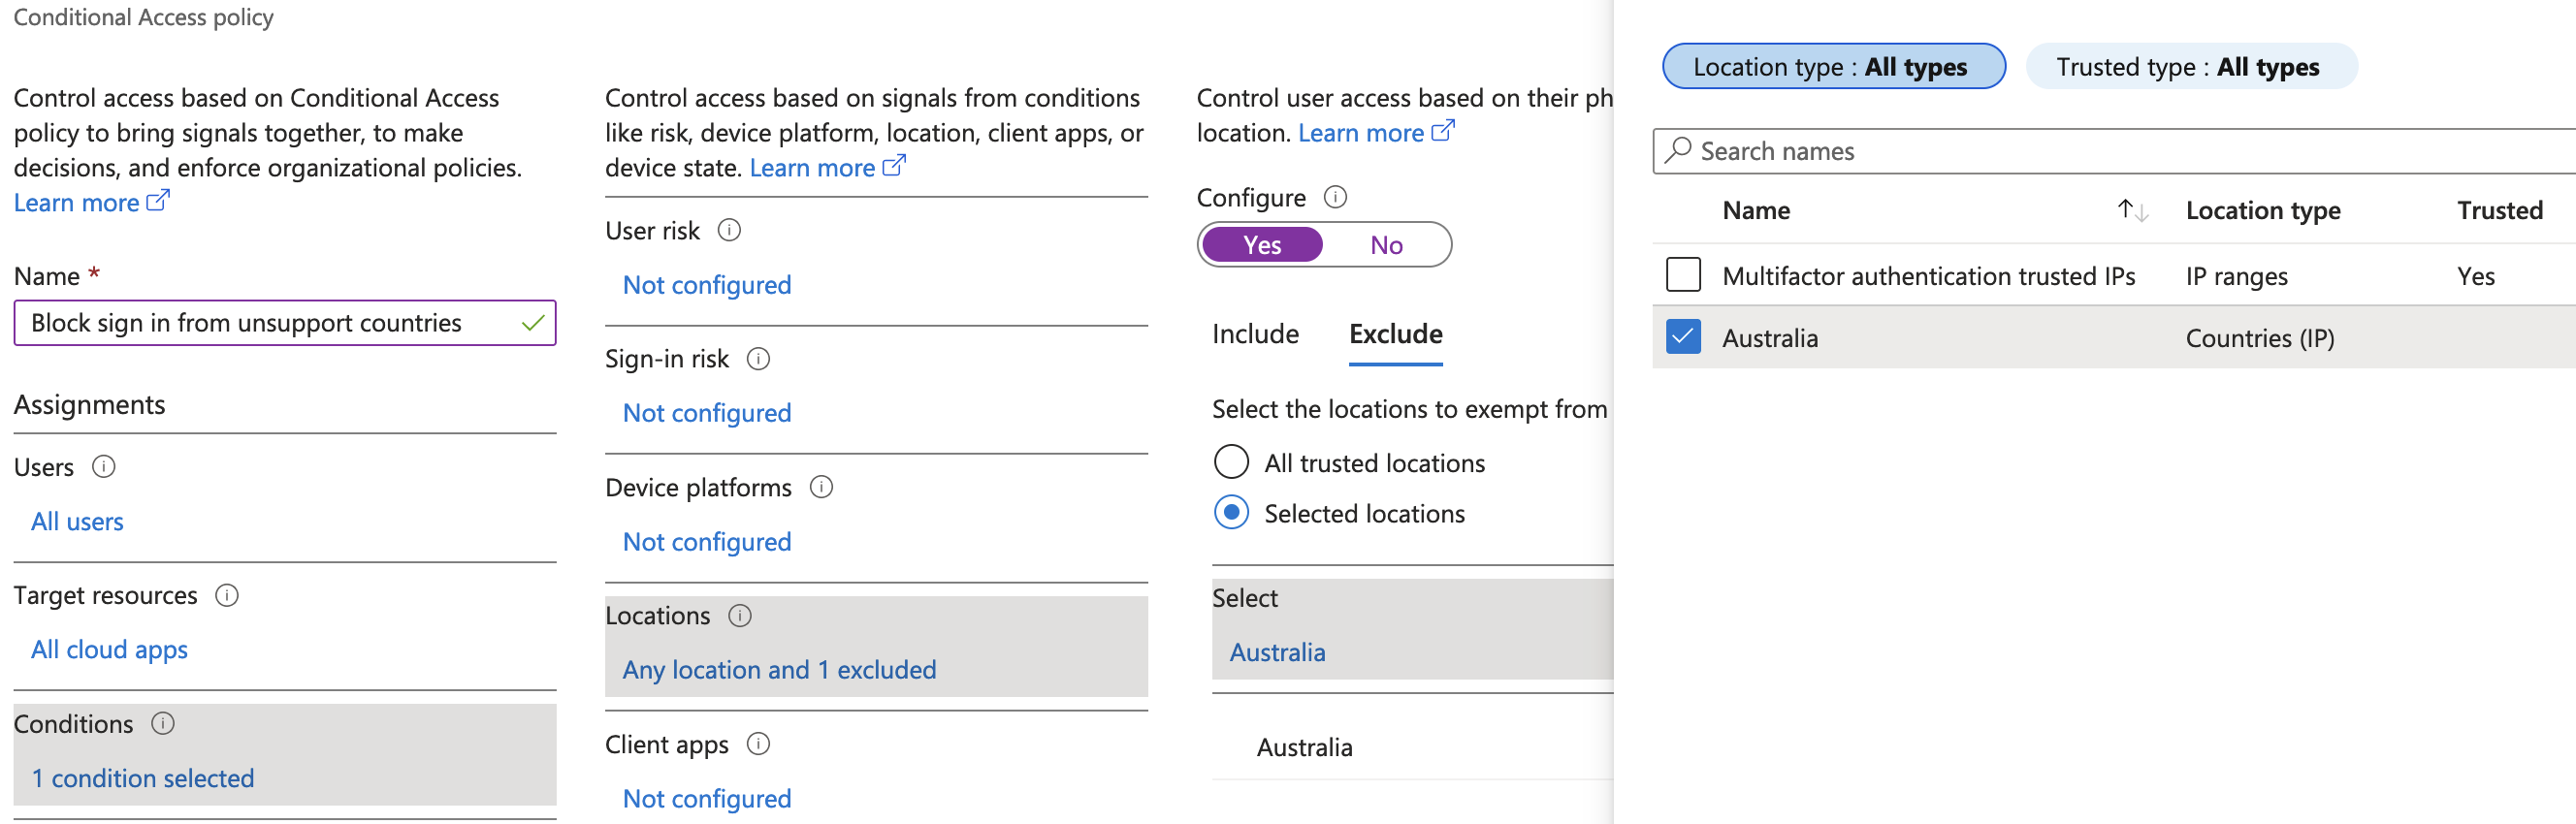 Conditional Access policy
Control access based on Conditional Access
policy to bring signals together, to make
decisions, and enforce organizational policies.
Learn more
Name *
Block sign in from unsupport countries
Assignments
Users
All users
Target resources
All cloud apps
Conditions
1 condition selected
Control access based on signals from conditions
like risk, device platform, location, client apps, or
device state. Learn more
User risk
Not configured
Sign-in risk
Not configured
Device platforms
Not configured
Locations
Any location and 1 excluded
Client apps
Not configured
Control user access based on their ph
location. Learn more
Configure
Yes No
Include Exclude
Select the locations to exempt from
All trusted locations
Selected locations
Select
Australia
Australia
Location type : All types Trusted type : All types
Search names
Name Location type Trusted
Multifactor authentication trusted IPs IP ranges Yes
Australia Countries (IP)